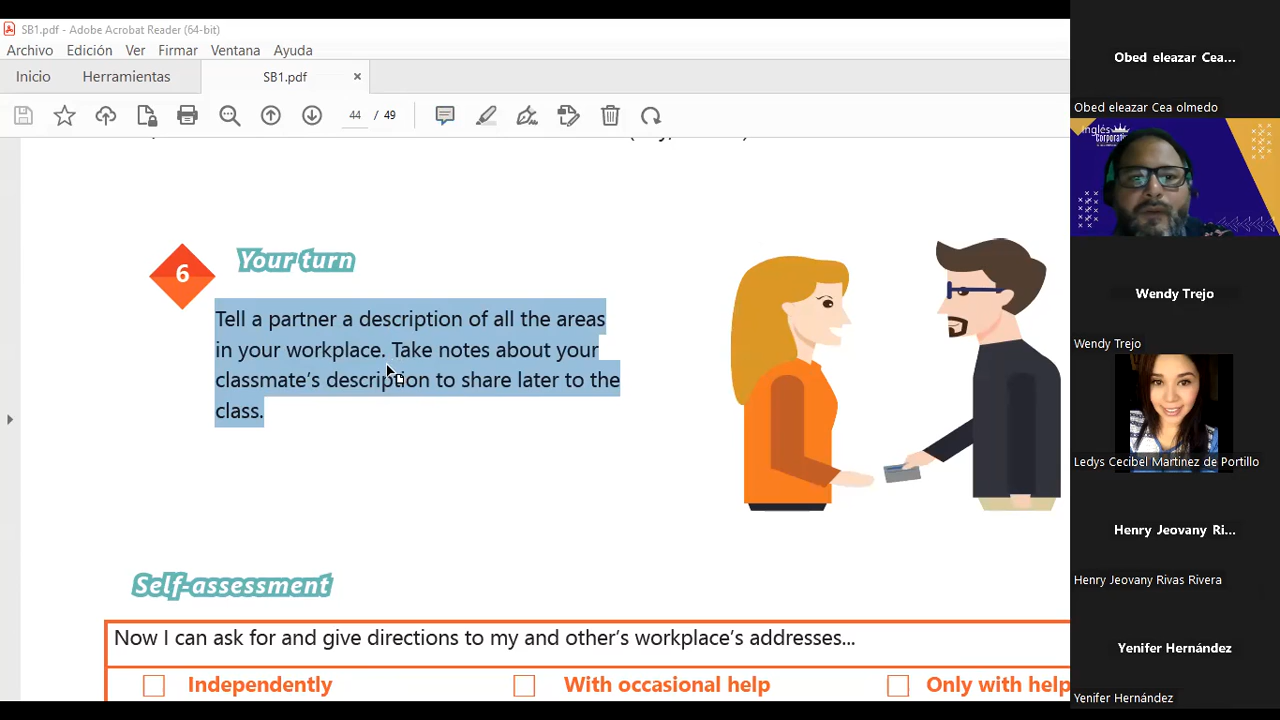 SB1.pdf - Adobe Acrobat Reader (64-bit)
Archivo Edición Ver Firmar Ventana Ayuda
Inicio Herramientas SB1.pdf ×
44 / 49
6
Your turn
Tell a partner a description of all the areas
in your workplace. Take notes about your
classmate's description to share later to the
class.
Self-assessment
Now I can ask for and give directions to my and other's workplace's addresses...
Independently With occasional help Only with help
Obed eleazar Cea...
Obed eleazar Cea olmedo
Inglés
Corporativo
Wendy Trejo
Wendy Trejo
Ledys Cecibel Martinez de Portillo
Henry Jeovany Ri...
Henry Jeovany Rivas Rivera
Yenifer Hernández
Yenifer Hernández